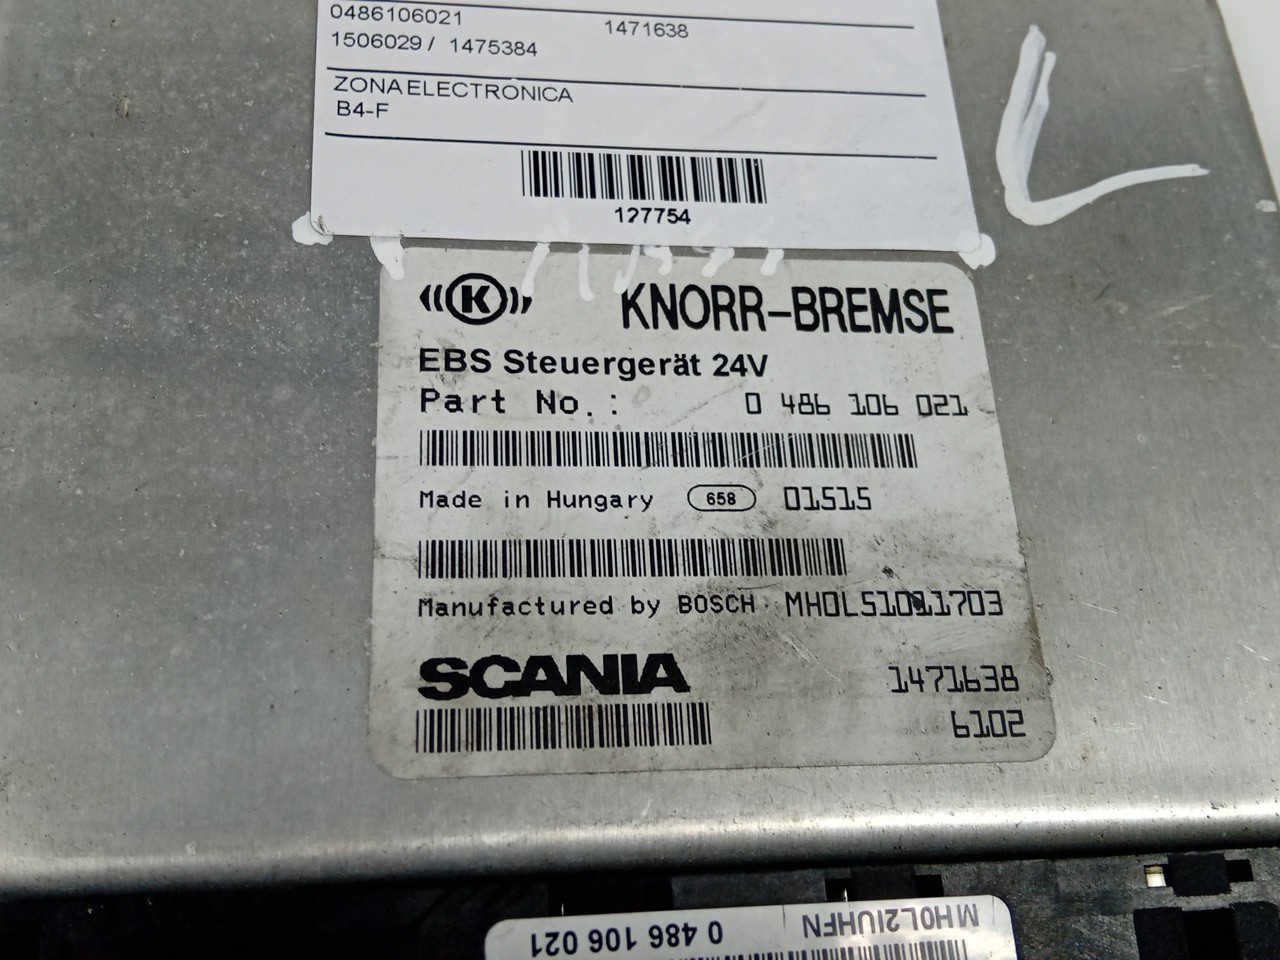 0486106021 1471638
1506029 / 1475384
ZONA ELECTRONICA
B4-F
127754
K KNORR-BREMSE
EBS Steuergerät 24V
Part No.: 0 486 106 021
Made in Hungary 658 01515
Manufactured by BOSCH MHOLS1011703
SCANIA 1471638
6102
0 486 106 021 MH0L2IUHFN